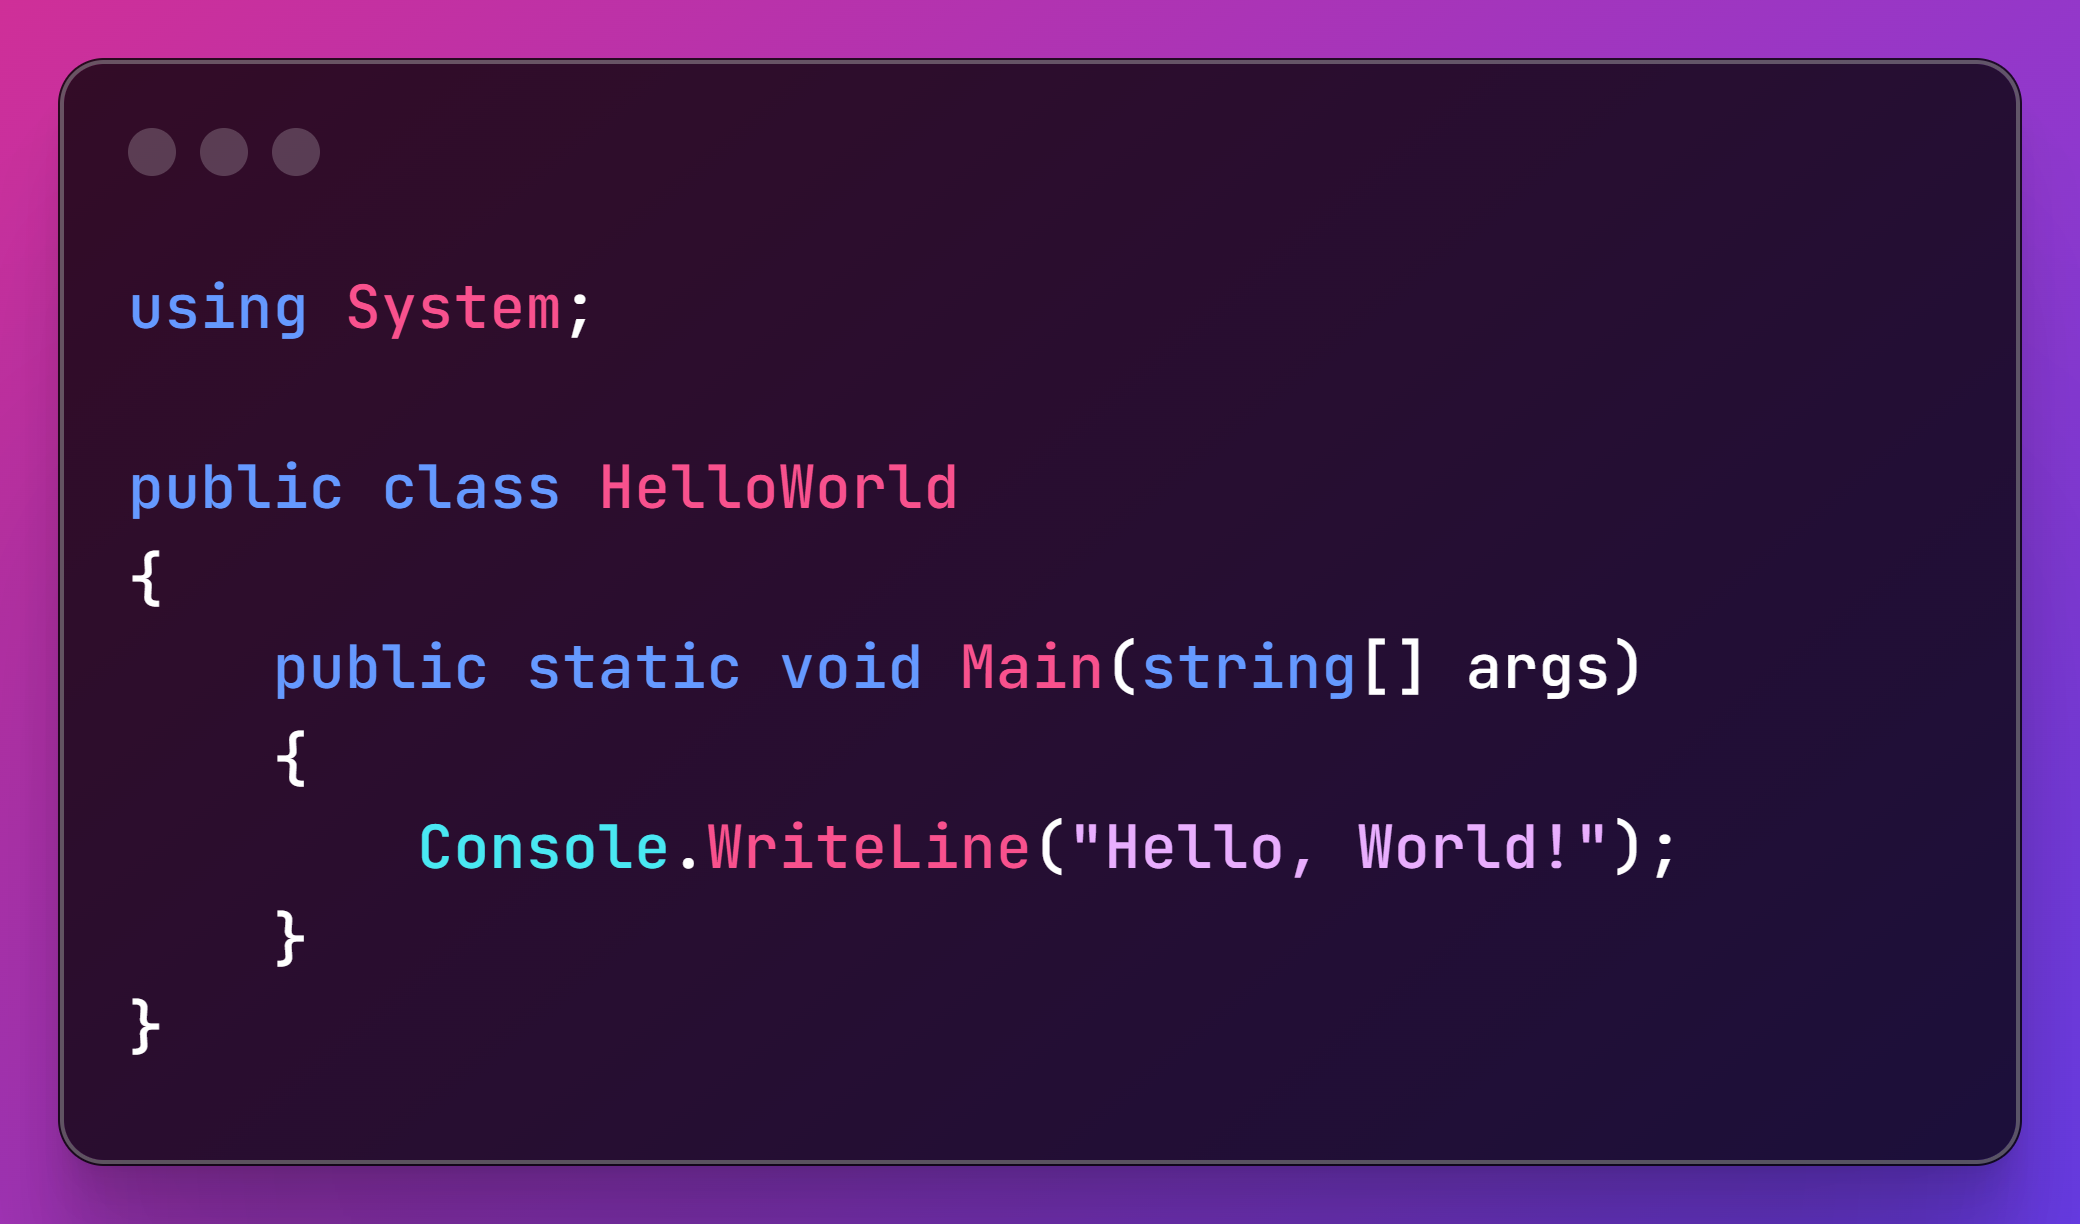 using System;

public class HelloWorld
{
    public static void Main(string[] args)
    {
        Console.WriteLine("Hello, World!");
    }
}